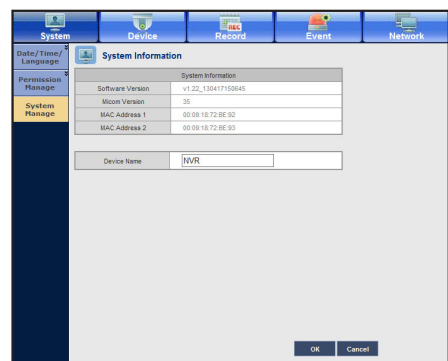 System Device Record Event Network
REC
Date/Time/
Language
Permission
Manage
System
Manage
System Information
System Information
Software Version v1.22_130417150645
Micom Version 35
MAC Address 1 00:09:18:72:BE:92
MAC Address 2 00:09:18:72:BE:93
Device Name NVR
OK Cancel